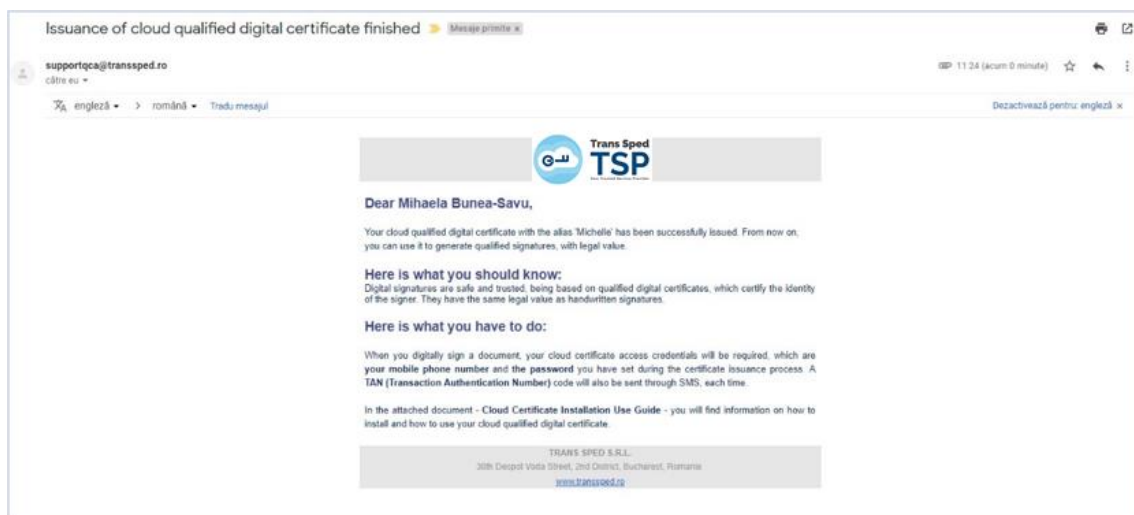 Issuance of cloud qualified digital certificate finished
Mesaje primite x
supportqca@transsped.ro
11:24 (acum 0 minute)
către eu
engleză > română Tradu mesajul
Dezactivează pentru: engleză x
Trans Sped
TSP
Dear Mihaela Bunea-Savu,
Your cloud qualified digital certificate with the alias 'Michelle' has been successfully issued. From now on,
you can use it to generate qualified signatures, with legal value.
Here is what you should know:
Digital signatures are safe and trusted, being based on qualified digital certificates, which certify the identity
of the signer. They have the same legal value as handwritten signatures.
Here is what you have to do:
When you digitally sign a document, your cloud certificate access credentials will be required, which are
your mobile phone number and the password you have set during the certificate issuance process. A
TAN (Transaction Authentication Number) code will also be sent through SMS, each time.
In the attached document - Cloud Certificate Installation Use Guide - you will find information on how to
install and how to use your cloud qualified digital certificate.
TRANS SPED S.R.L.
Despot Voda Street, 2nd District, Bucharest, Romania
www.transsped.ro